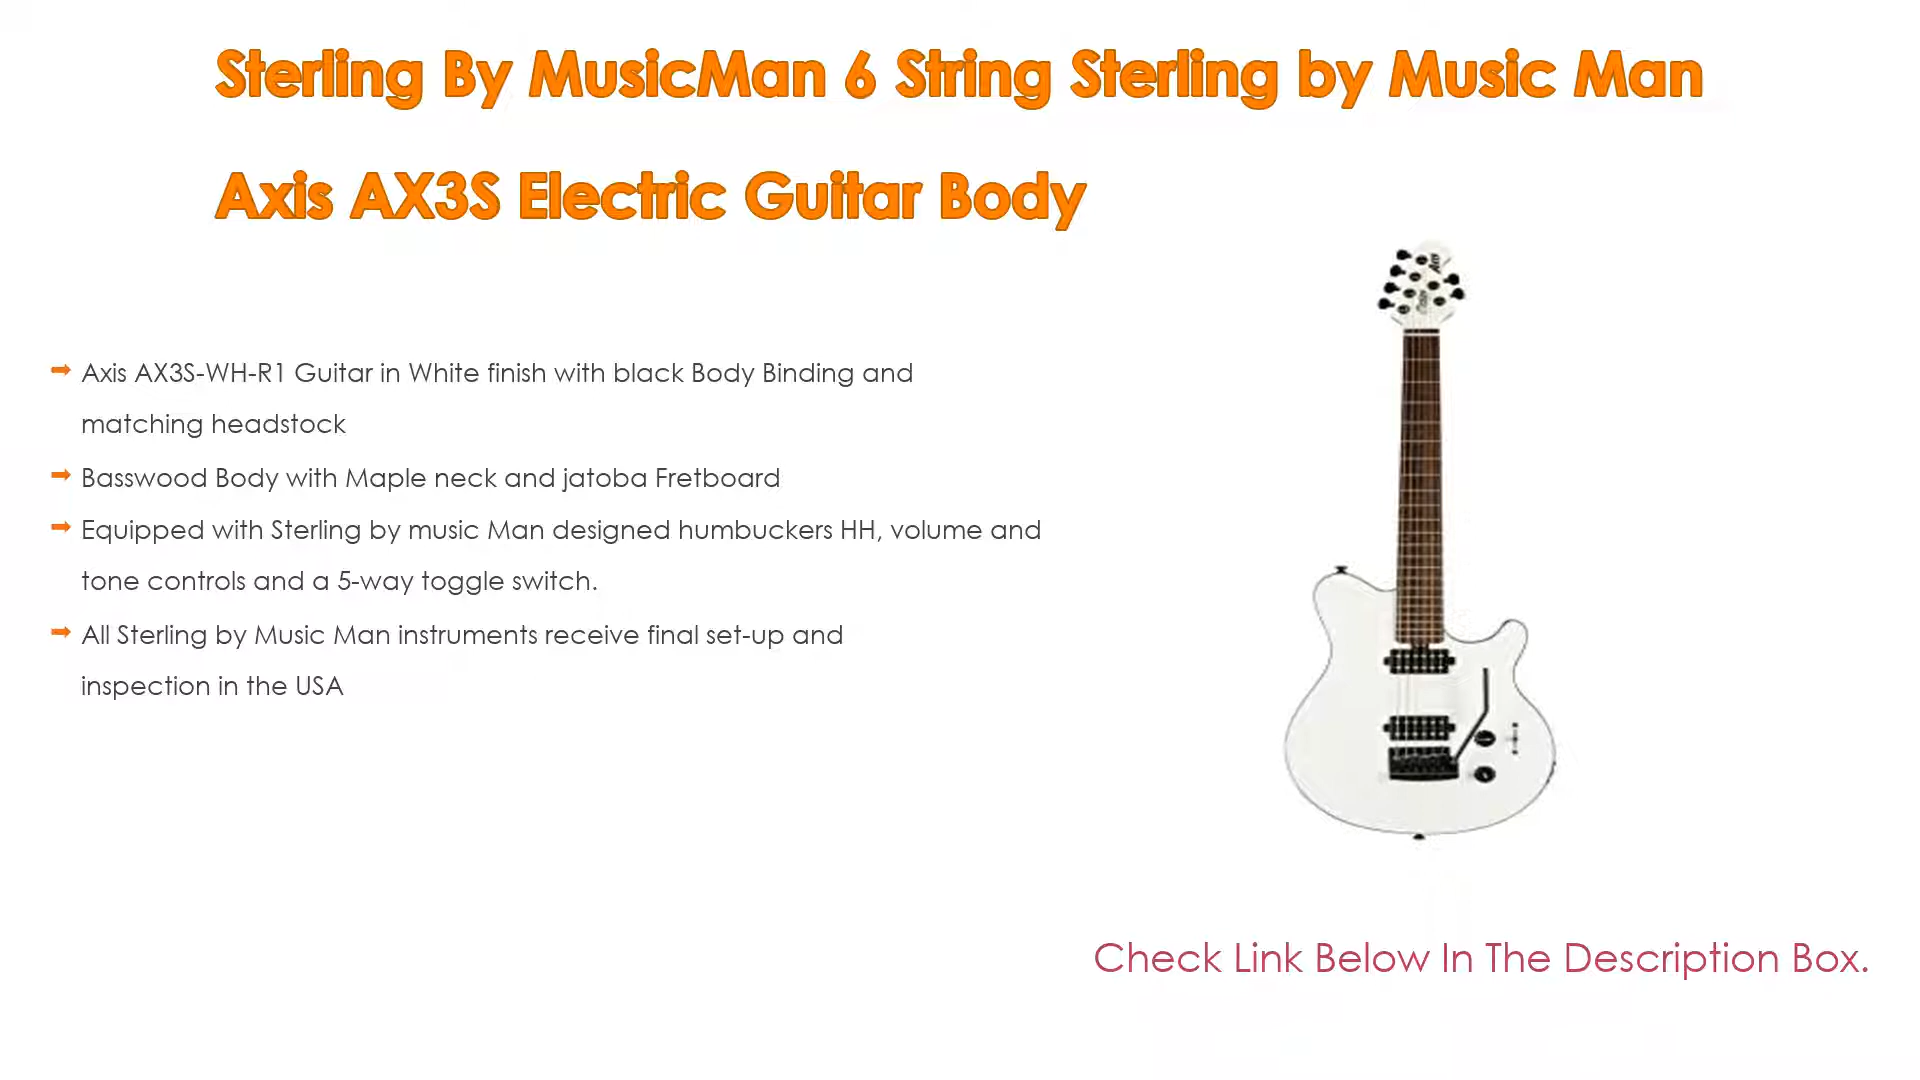 Sterling By MusicMan 6 String Sterling by Music Man
Axis AX3S Electric Guitar Body
Axis AX3S-WH-R1 Guitar in White finish with black Body Binding and
matching headstock
Basswood Body with Maple neck and jatoba Fretboard
Equipped with Sterling by music Man designed humbuckers HH, volume and
tone controls and a 5-way toggle switch.
All Sterling by Music Man instruments receive final set-up and
inspection in the USA
Check Link Below In The Description Box.